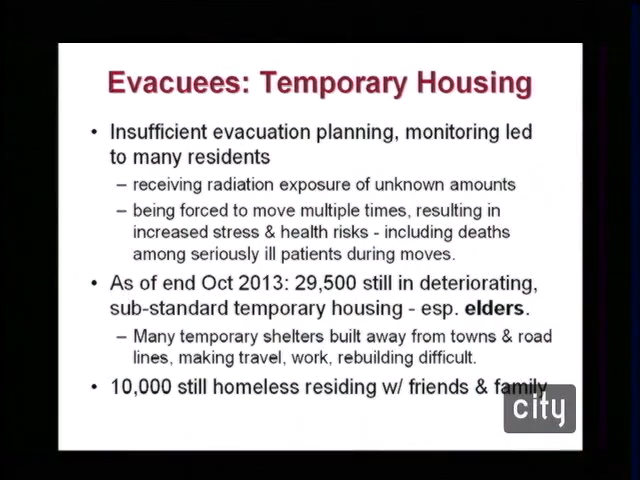 Evacuees: Temporary Housing
• Insufficient evacuation planning, monitoring led
to many residents
– receiving radiation exposure of unknown amounts
– being forced to move multiple times, resulting in
increased stress & health risks - including deaths
among seriously ill patients during moves.
• As of end Oct 2013: 29,500 still in deteriorating,
sub-standard temporary housing - esp. elders.
– Many temporary shelters built away from towns & road
lines, making travel, work, rebuilding difficult.
• 10,000 still homeless residing w/ friends & family
city